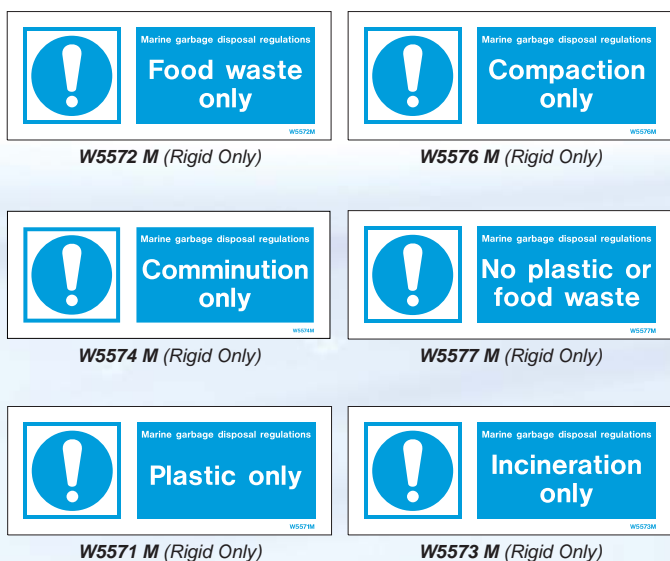 Marine garbage disposal regulations
Food waste
only
W5572M
W5572 M (Rigid Only)
Marine garbage disposal regulations
Compaction
only
W5576M
W5576 M (Rigid Only)
Marine garbage disposal regulations
Comminution
only
W5574M
W5574 M (Rigid Only)
Marine garbage disposal regulations
No plastic or
food waste
W5577M
W5577 M (Rigid Only)
Marine garbage disposal regulations
Plastic only
W5571M
W5571 M (Rigid Only)
Marine garbage disposal regulations
Incineration
only
W5573M
W5573 M (Rigid Only)